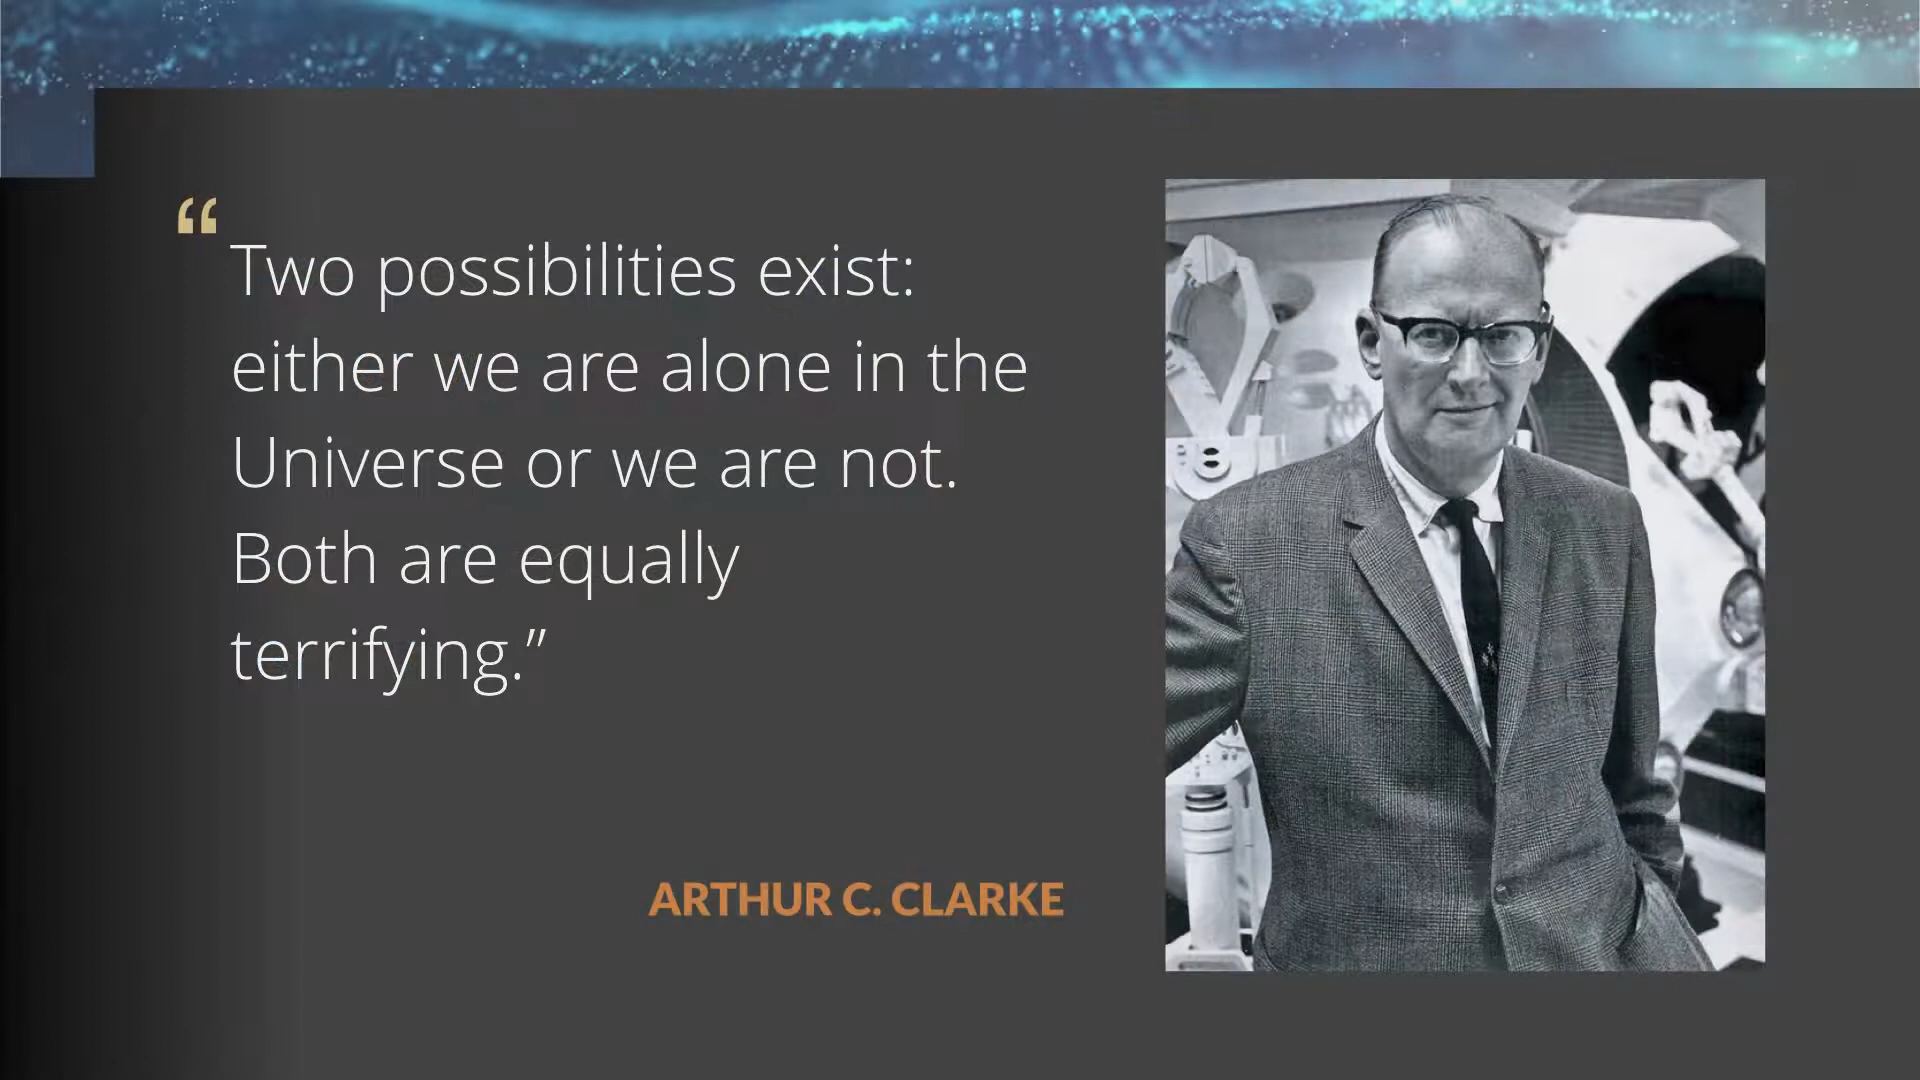 “Two possibilities exist:
either we are alone in the
Universe or we are not.
Both are equally
terrifying.”
ARTHUR C. CLARKE